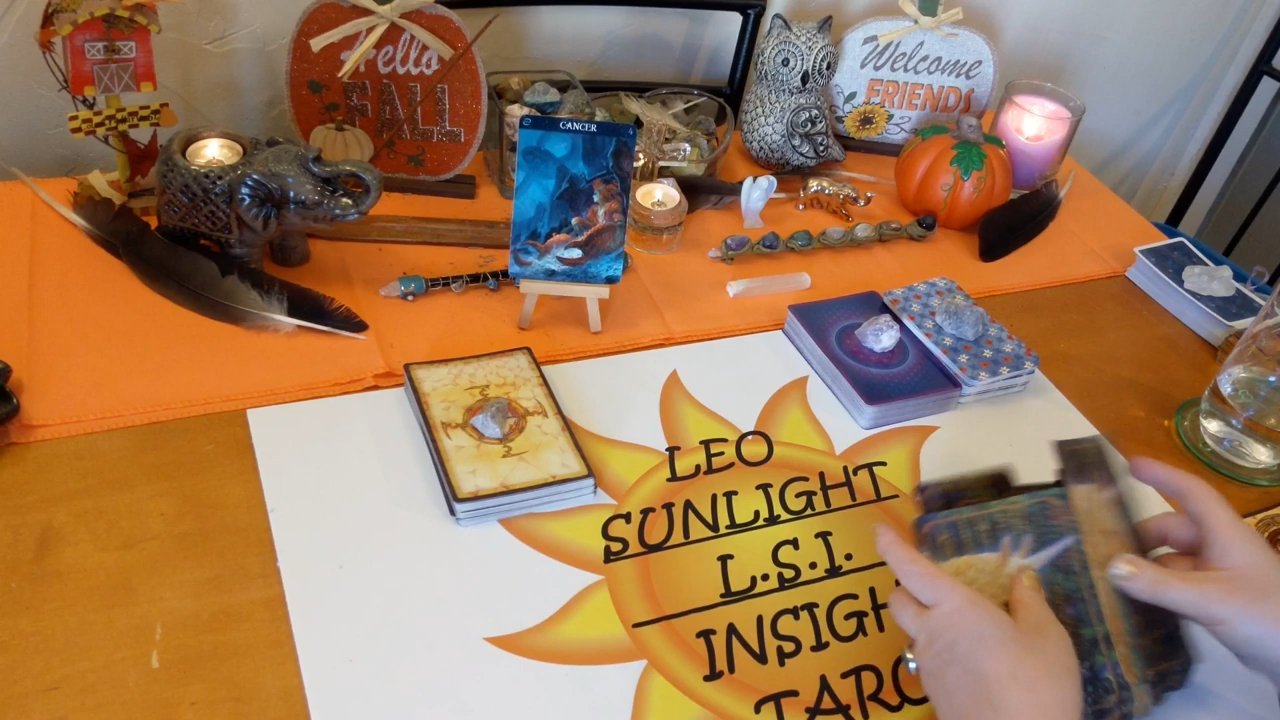 Hello
FALL
Welcome
FRIENDS
CANCER
LEO
SUNLIGHT
L.S.I.
INSIGH
TARO